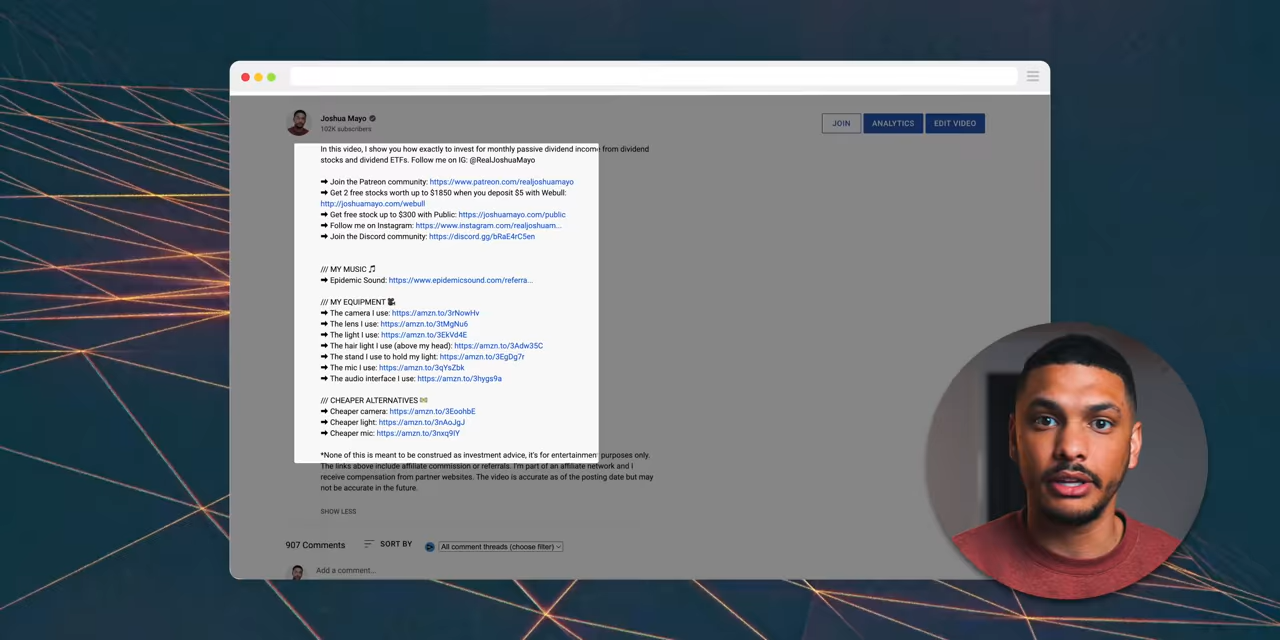 Joshua Mayo
102K subscribers
JOIN
ANALYTICS
EDIT VIDEO
In this video, I show you how exactly to invest for monthly passive dividend income from dividend
stocks and dividend ETFs. Follow me on IG: @RealJoshuaMayo
➡ Join the Patreon community: https://www.patreon.com/realjoshuamayo
➡ Get 2 free stocks worth up to $1850 when you deposit $5 with Webull:
http://joshuamayo.com/webull
➡ Get free stock up to $300 with Public: https://joshuamayo.com/public
➡ Follow me on Instagram: https://www.instagram.com/realjoshuam...
➡ Join the Discord community: https://discord.gg/bRaE4rC5en
/// MY MUSIC 🎵
➡ Epidemic Sound: https://www.epidemicsound.com/referra...
/// MY EQUIPMENT 🎥
➡ The camera I use: https://amzn.to/3rNowHv
➡ The lens I use: https://amzn.to/3tMgNu6
➡ The light I use: https://amzn.to/3EkVd4E
➡ The hair light I use (above my head): https://amzn.to/3Adw35C
➡ The stand I use to hold my light: https://amzn.to/3EgDg7r
➡ The mic I use: https://amzn.to/3qYsZbk
➡ The audio interface I use: https://amzn.to/3hygs9a
/// CHEAPER ALTERNATIVES 💵
➡ Cheaper camera: https://amzn.to/3EoohbE
➡ Cheaper light: https://amzn.to/3nAoJgJ
➡ Cheaper mic: https://amzn.to/3nxq9IY
*None of this is meant to be construed as investment advice, it's for entertainment purposes only.
The links above include affiliate commission or referrals. I'm part of an affiliate network and I
receive compensation from partner websites. The video is accurate as of the posting date but may
not be accurate in the future.
SHOW LESS
907 Comments
SORT BY
All comment threads (choose filter)
Add a comment...